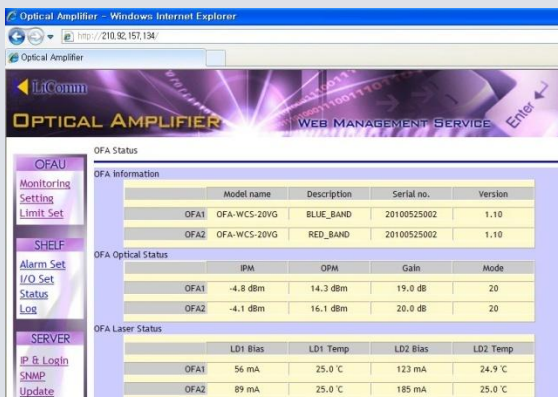 Optical Amplifier - Windows Internet Explorer
http://210.92.157.134/
Optical Amplifier
LiComm
OPTICAL AMPLIFIER WEB MANAGEMENT SERVICE Enter
OFA Status
OFAU
Monitoring
Setting
Limit Set
SHELF
Alarm Set
I/O Set
Status
Log
SERVER
IP & Login
SNMP
Update
OFA information
Model name Description Serial no. Version
OFA1 OFA-WCS-20VG BLUE_BAND 20100525002 1.10
OFA2 OFA-WCS-20VG RED_BAND 20100525002 1.10
OFA Optical Status
IPM OPM Gain Mode
OFA1 -4.8 dBm 14.3 dBm 19.0 dB 20
OFA2 -4.1 dBm 16.1 dBm 20.0 dB 20
OFA Laser Status
LD1 Bias LD1 Temp LD2 Bias LD2 Temp
OFA1 56 mA 25.0 ˚C 123 mA 24.9 ˚C
OFA2 89 mA 25.0 ˚C 185 mA 25.0 ˚C